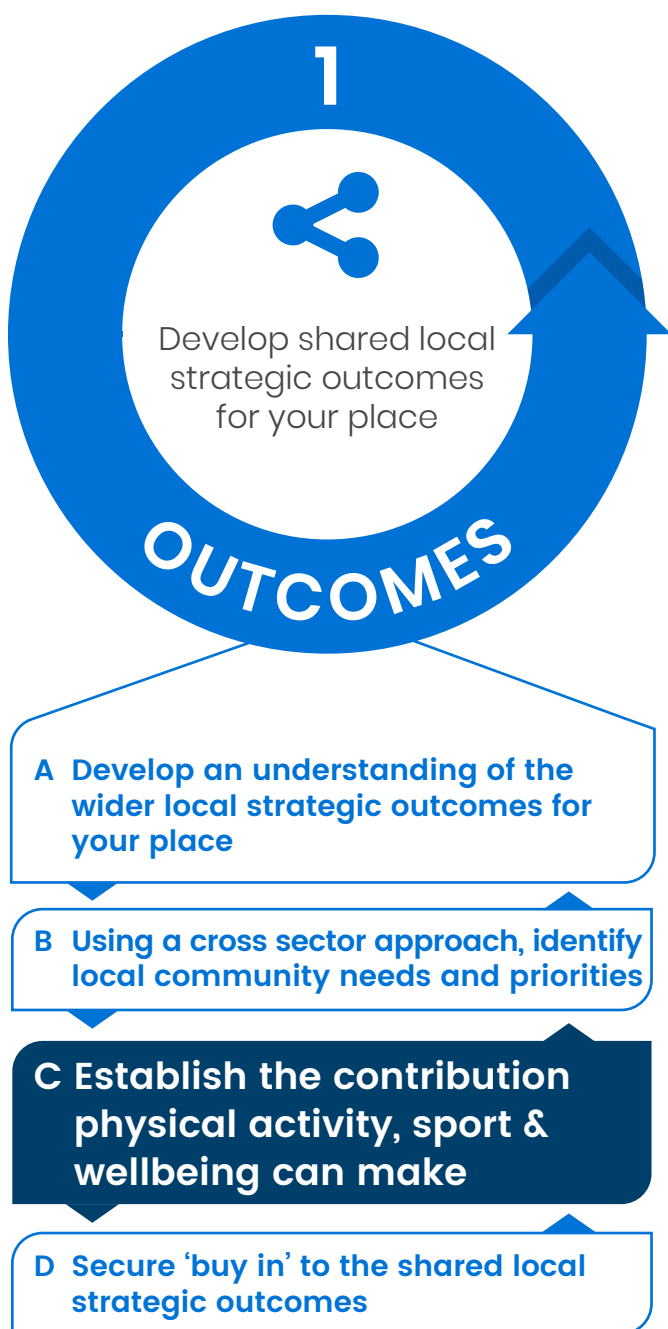 1
Develop shared local
strategic outcomes
for your place
OUTCOMES
A Develop an understanding of the
wider local strategic outcomes for
your place
B Using a cross sector approach, identify
local community needs and priorities
C Establish the contribution
physical activity, sport &
wellbeing can make
D Secure ‘buy in’ to the shared local
strategic outcomes